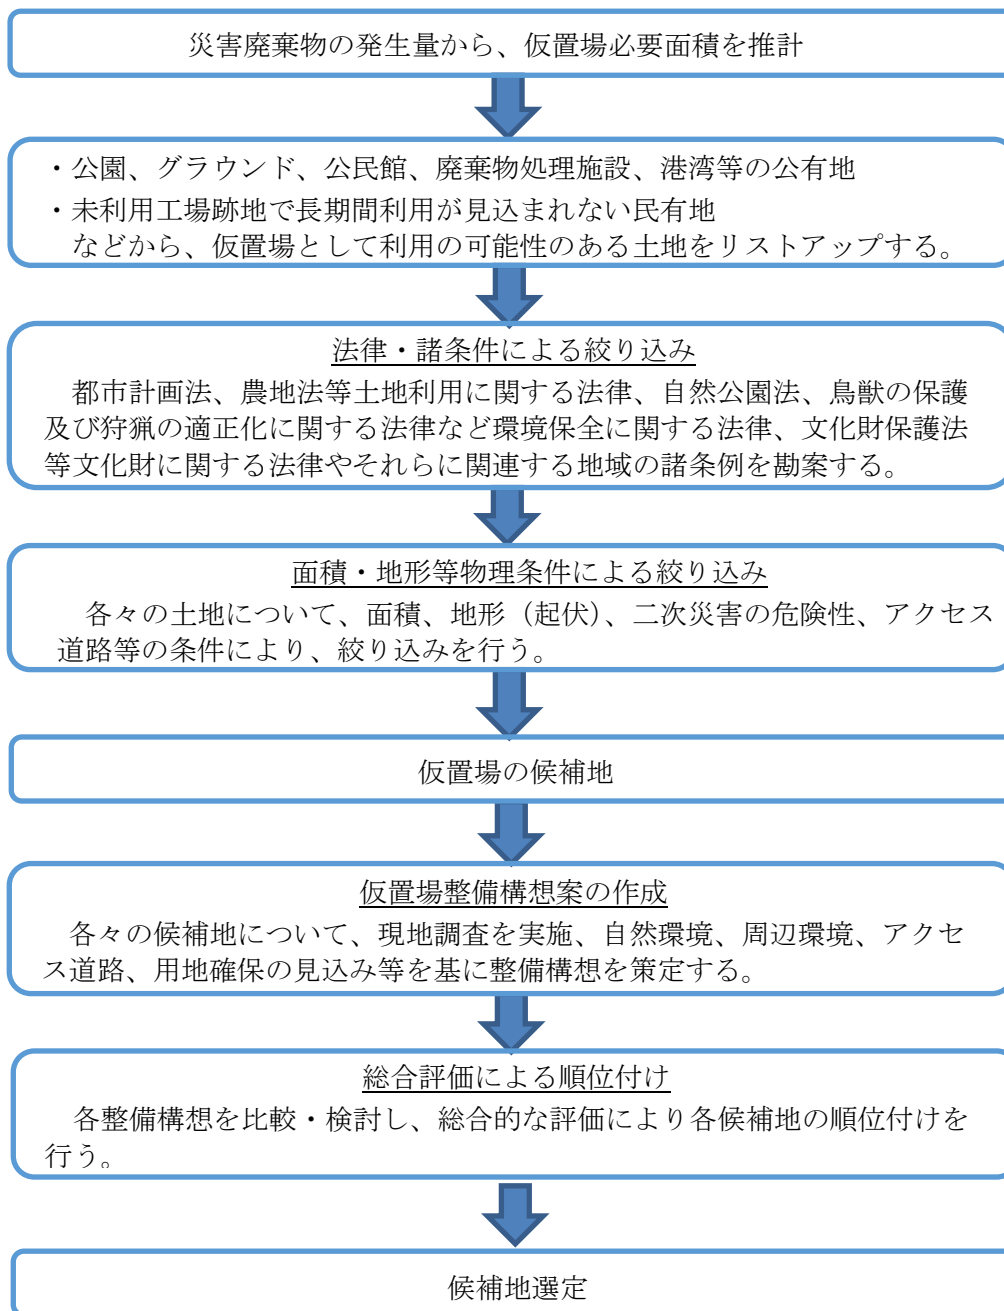 災害廃棄物の発生量から、仮置場必要面積を推計
・公園、グラウンド、公民館、廃棄物処理施設、港湾等の公有地
・未利用工場跡地で長期間利用が見込まれない民有地
などから、仮置場として利用の可能性のある土地をリストアップする。
法律・諸条件による絞り込み
都市計画法、農地法等土地利用に関する法律、自然公園法、鳥獣の保護
及び狩猟の適正化に関する法律など環境保全に関する法律、文化財保護法
等文化財に関する法律やそれらに関連する地域の諸条例を勘案する。
面積・地形等物理条件による絞り込み
各々の土地について、面積、地形（起伏）、二次災害の危険性、アクセス
道路等の条件により、絞り込みを行う。
仮置場の候補地
仮置場整備構想案の作成
各々の候補地について、現地調査を実施、自然環境、周辺環境、アクセ
ス道路、用地確保の見込み等を基に整備構想を策定する。
総合評価による順位付け
各整備構想を比較・検討し、総合的な評価により各候補地の順位付けを
行う。
候補地選定